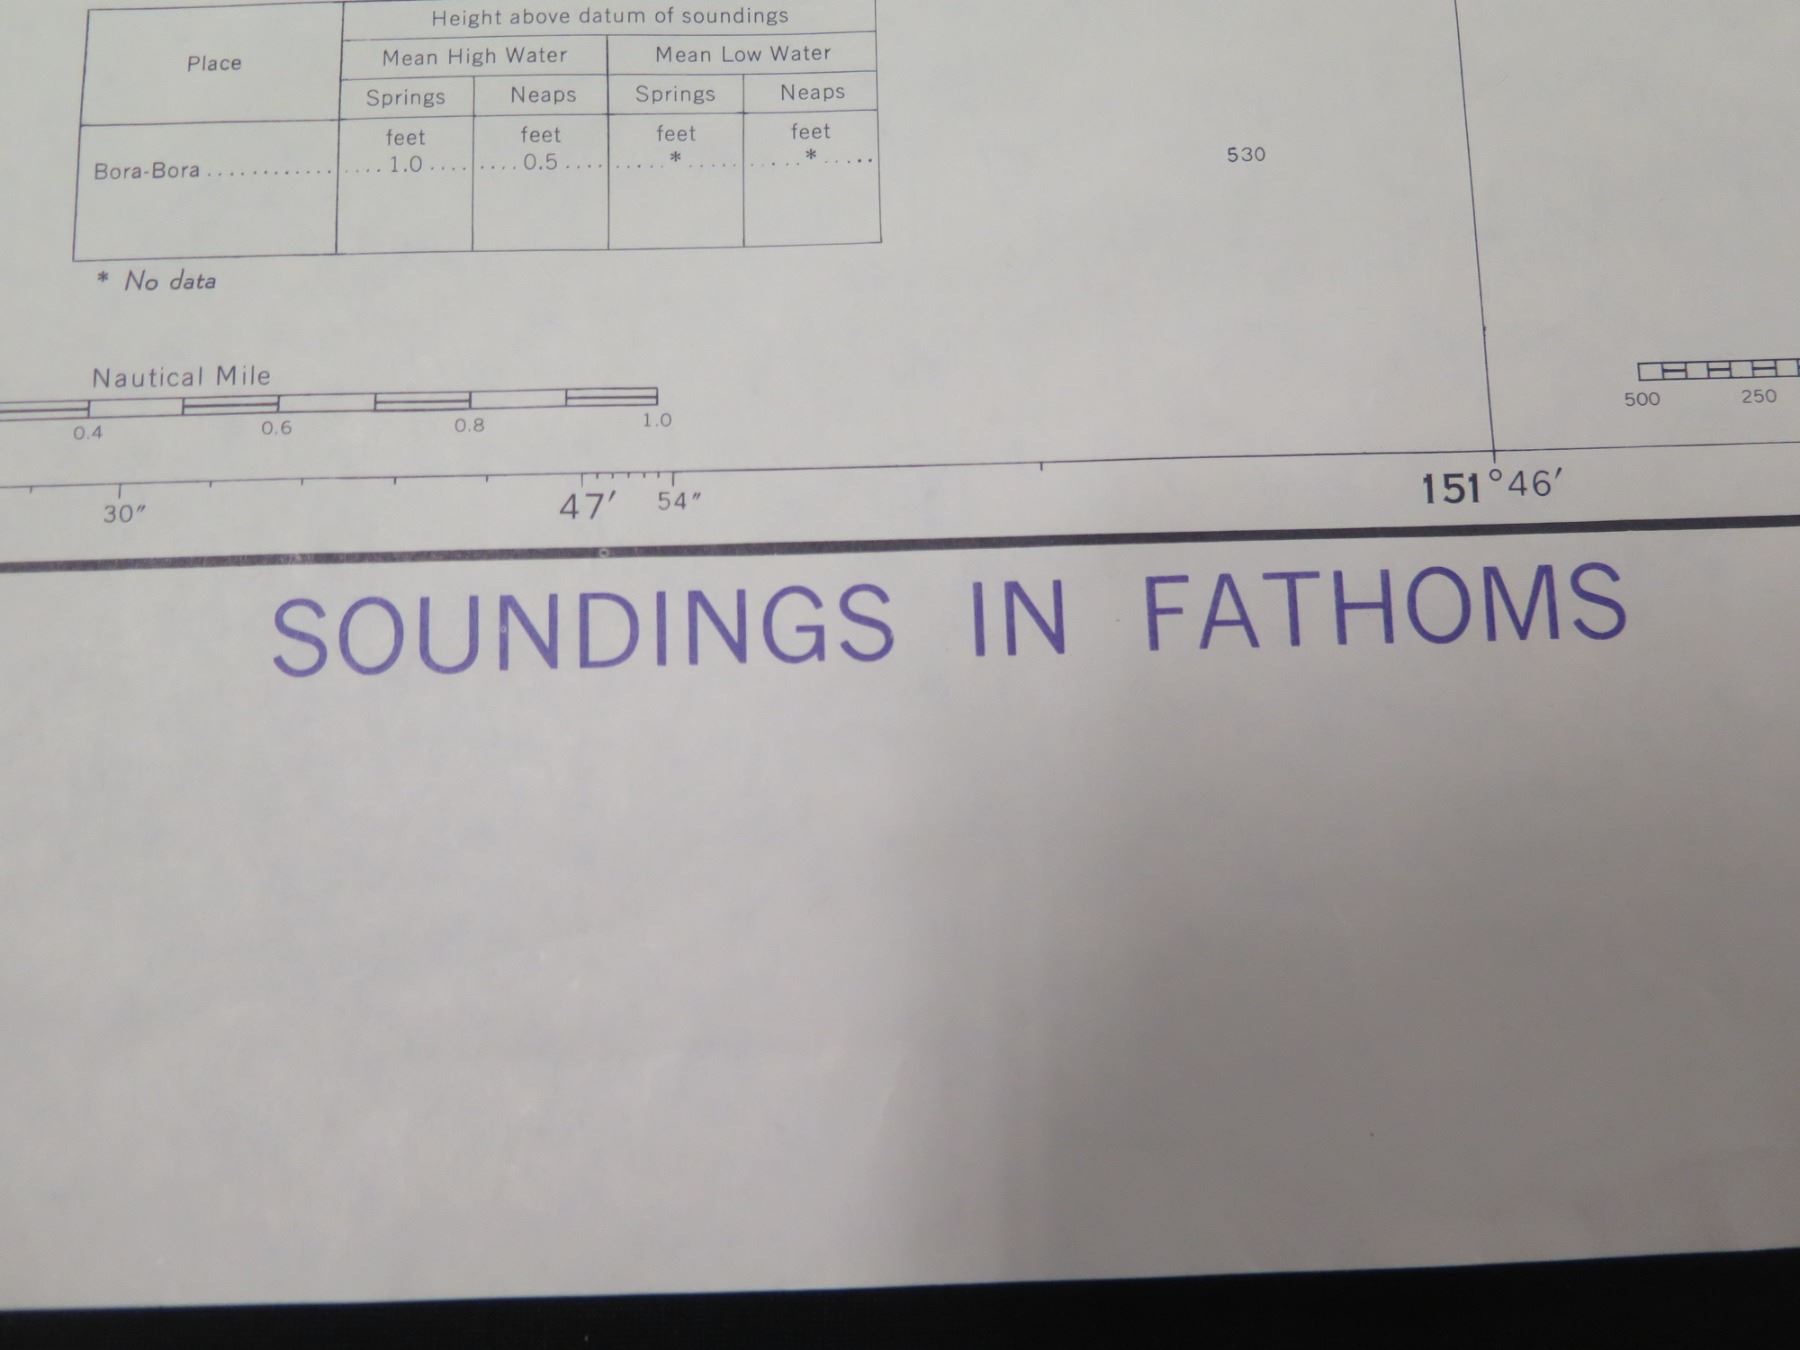 Height above datum of soundings
Place
Mean High Water Mean Low Water
Springs Neaps Springs Neaps
feet feet feet feet
Bora-Bora ............ .... 1.0 .... .... 0.5 .... ..... * ..... ..... * .....
530
* No data
Nautical Mile
0.4 0.6 0.8 1.0
500 250
30″ 47′ 54″ 151°46′
SOUNDINGS IN FATHOMS